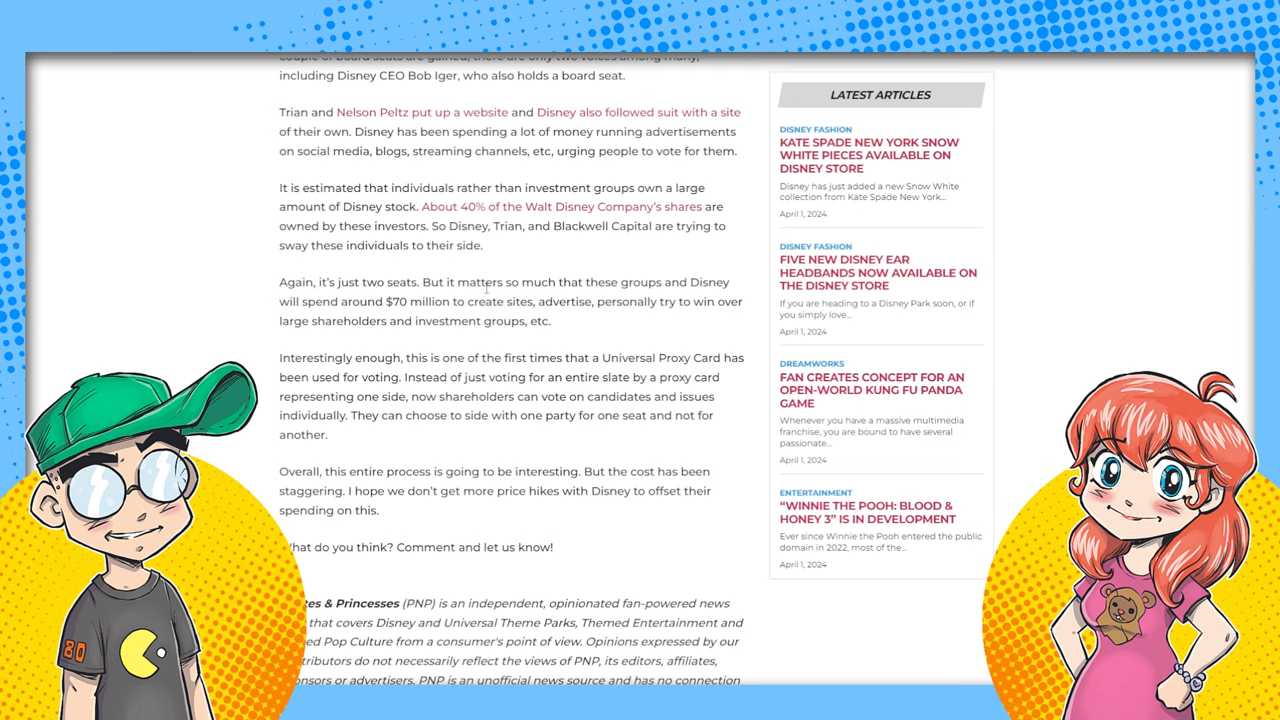 including Disney CEO Bob Iger, who also holds a board seat.
Trian and Nelson Peltz put up a website and Disney also followed suit with a site
of their own. Disney has been spending a lot of money running advertisements
on social media, blogs, streaming channels, etc, urging people to vote for them.
It is estimated that individuals rather than investment groups own a large
amount of Disney stock. About 40% of the Walt Disney Company's shares are
owned by these investors. So Disney, Trian, and Blackwell Capital are trying to
sway these individuals to their side.
Again, it's just two seats. But it matters so much that these groups and Disney
will spend around $70 million to create sites, advertise, personally try to win over
large shareholders and investment groups, etc.
Interestingly enough, this is one of the first times that a Universal Proxy Card has
been used for voting. Instead of just voting for an entire slate by a proxy card
representing one side, now shareholders can vote on candidates and issues
individually. They can choose to side with one party for one seat and not for
another.
Overall, this entire process is going to be interesting. But the cost has been
staggering. I hope we don't get more price hikes with Disney to offset their
spending on this.
do you think? Comment and let us know!
& Princesses (PNP) is an independent, opinionated fan-powered news
that covers Disney and Universal Theme Parks, Themed Entertainment and
Pop Culture from a consumer's point of view. Opinions expressed by our
do not necessarily reflect the views of PNP, its editors, affiliates,
or advertisers. PNP is an unofficial news source and has no connection
LATEST ARTICLES
DISNEY FASHION
KATE SPADE NEW YORK SNOW
WHITE PIECES AVAILABLE ON
DISNEY STORE
Disney has just added a new Snow White
collection from Kate Spade New York...
April 1, 2024
DISNEY FASHION
FIVE NEW DISNEY EAR
HEADBANDS NOW AVAILABLE ON
THE DISNEY STORE
If you are heading to a Disney Park soon, or if
you simply love...
April 1, 2024
DREAMWORKS
FAN CREATES CONCEPT FOR AN
OPEN-WORLD KUNG FU PANDA
GAME
Whenever you have a massive multimedia
franchise, you are bound to have several
passionate...
April 1, 2024
ENTERTAINMENT
“WINNIE THE POOH: BLOOD &
HONEY 3” IS IN DEVELOPMENT
Ever since Winnie the Pooh entered the public
domain in 2022, most of the...
April 1, 2024
80